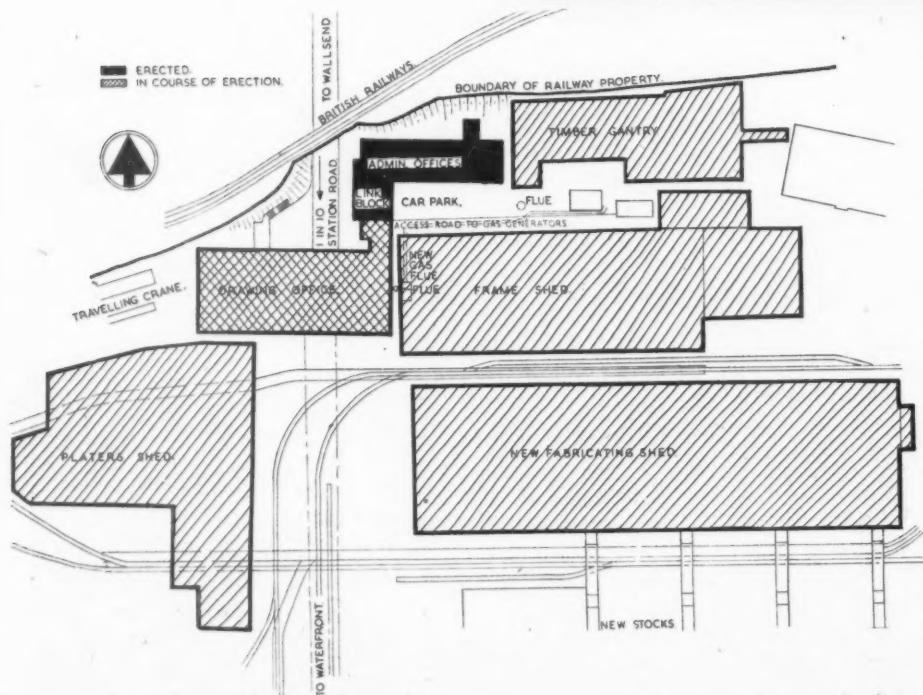 ERECTED.
IN COURSE OF ERECTION.
TO WALLSEND
BRITISH RAILWAYS.
BOUNDARY OF RAILWAY PROPERTY.
TIMBER GANTRY
ADMIN OFFICES
LINK
BLOCK
CAR PARK.
FLUE
1 IN 10
STATION ROAD.
ACCESS ROAD TO GAS GENERATORS
NEW
GAS
FLUE
FLUE
FRAME SHED.
DRAWING OFFICE.
TRAVELLING CRANE.
PLATERS SHED.
NEW FABRICATING SHED
NEW STOCKS
TO WATERFRONT.